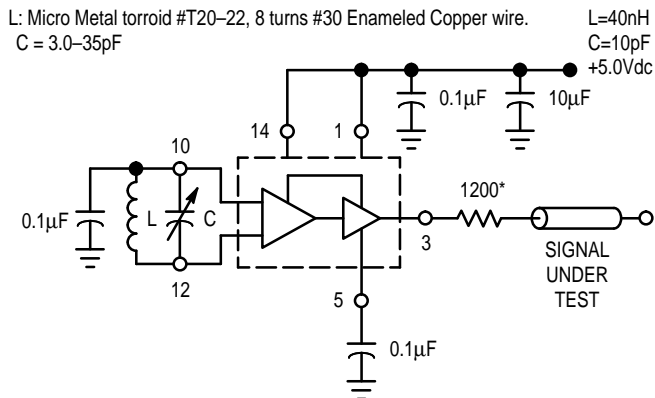 L: Micro Metal torroid #T20–22, 8 turns #30 Enameled Copper wire.
C = 3.0–35pF
L=40nH
C=10pF
+5.0Vdc
0.1µF
10µF
14
1
10
1200*
0.1µF
L
C
3
SIGNAL
UNDER
TEST
12
5
0.1µF